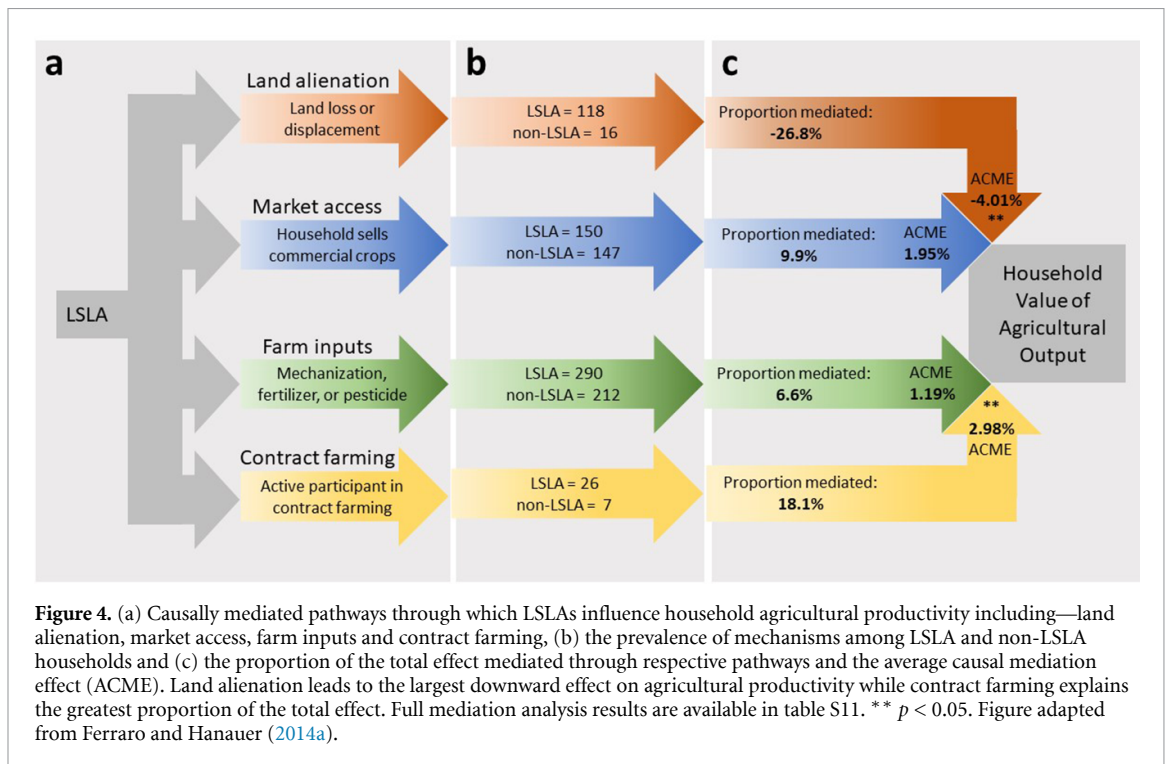 a
b
c
LSLA
Land alienation
Land loss or
displacement
LSLA = 118
non-LSLA = 16
Proportion mediated:
-26.8%
ACME
-4.01%
**
Market access
Household sells
commercial crops
LSLA = 150
non-LSLA = 147
Proportion mediated:
9.9%
ACME
1.95%
Farm inputs
Mechanization,
fertilizer, or pesticide
LSLA = 290
non-LSLA = 212
Proportion mediated:
6.6%
ACME
1.19%
Contract farming
Active participant in
contract farming
LSLA = 26
non-LSLA = 7
Proportion mediated:
18.1%
**
2.98%
ACME
Household
Value of
Agricultural
Output
Figure 4. (a) Causally mediated pathways through which LSLAs influence household agricultural productivity including—land
alienation, market access, farm inputs and contract farming, (b) the prevalence of mechanisms among LSLA and non-LSLA
households and (c) the proportion of the total effect mediated through respective pathways and the average causal mediation
effect (ACME). Land alienation leads to the largest downward effect on agricultural productivity while contract farming explains
the greatest proportion of the total effect. Full mediation analysis results are available in table S11. ** p < 0.05. Figure adapted
from Ferraro and Hanauer (2014a).